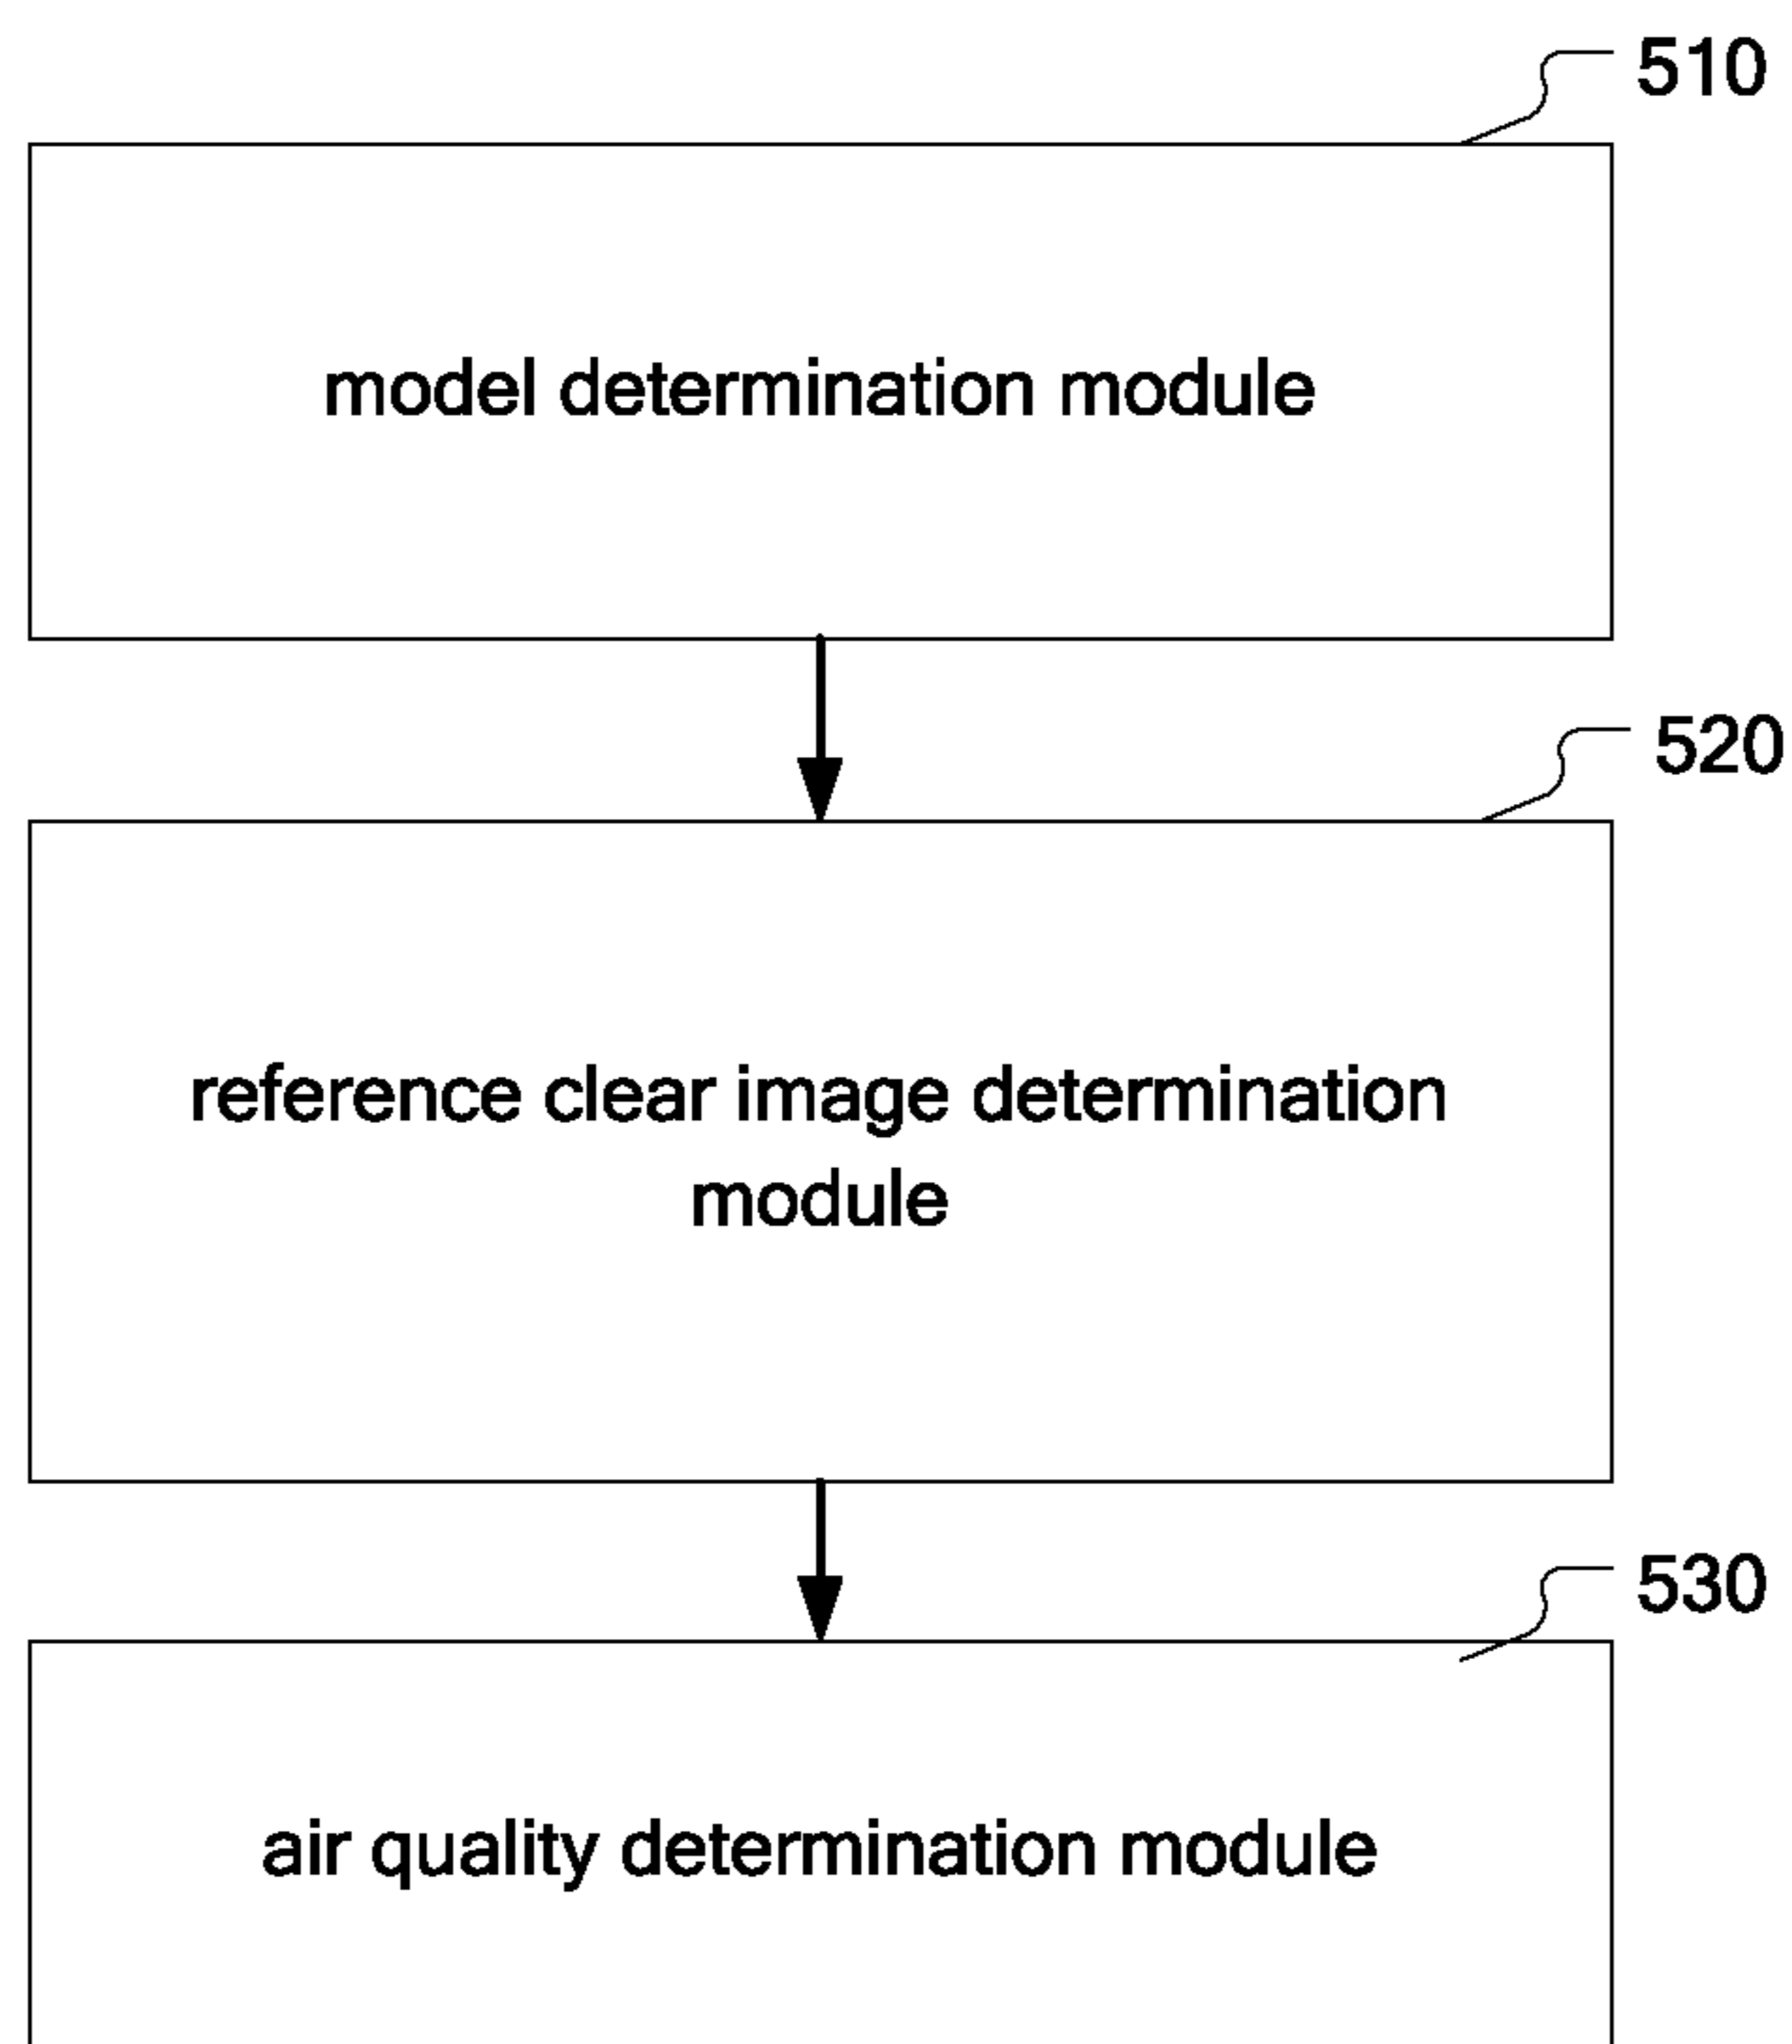 510
model determination module
520
reference clear image determination
module
530
air quality determination module